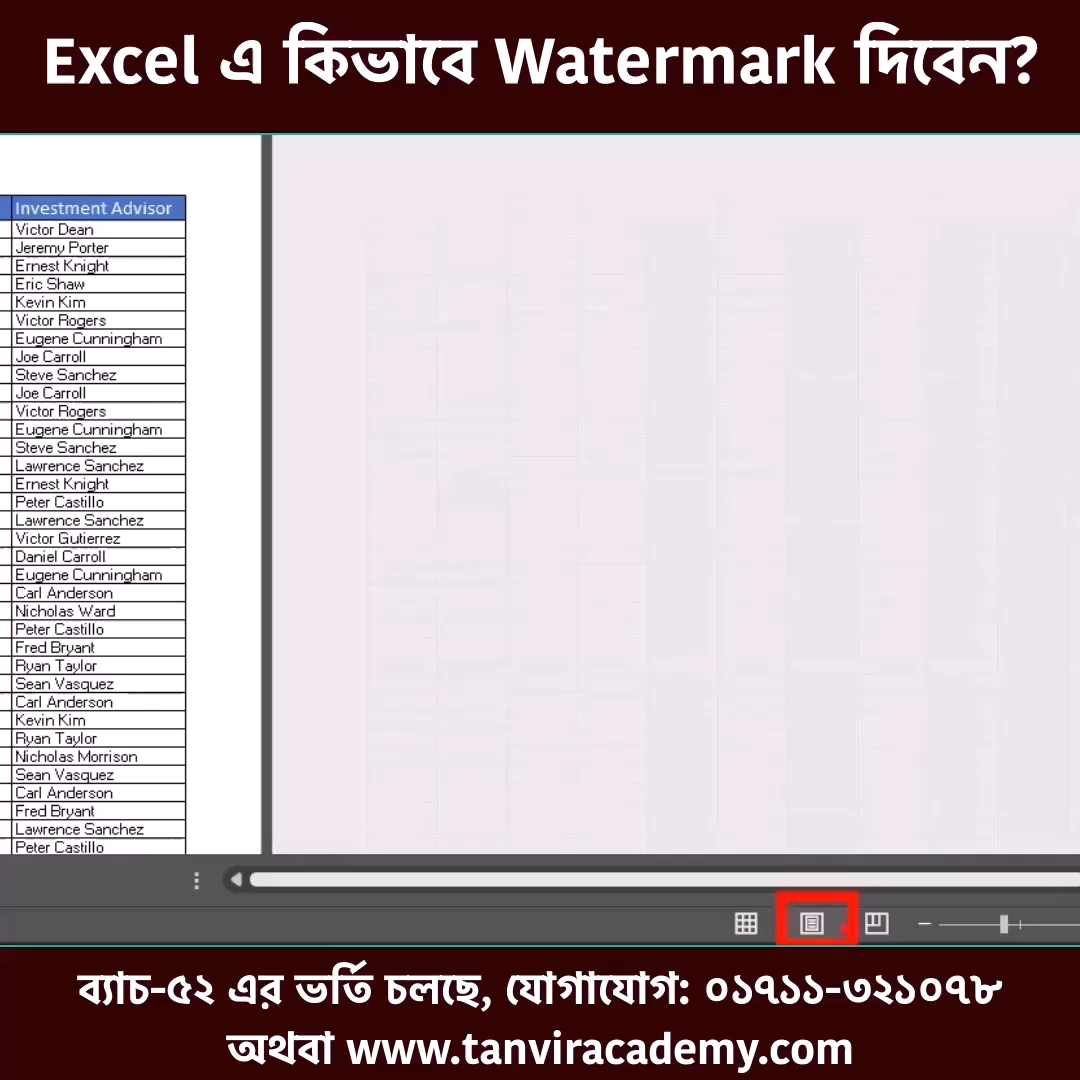 Excel এ কিভাবে Watermark দিবেন?
Investment Advisor
Victor Dean
Jeremy Porter
Ernest Knight
Eric Shaw
Kevin Kim
Victor Rogers
Eugene Cunningham
Joe Carroll
Steve Sanchez
Joe Carroll
Victor Rogers
Eugene Cunningham
Steve Sanchez
Lawrence Sanchez
Ernest Knight
Peter Castillo
Lawrence Sanchez
Victor Gutierrez
Daniel Carroll
Eugene Cunningham
Carl Anderson
Nicholas Ward
Peter Castillo
Fred Bryant
Ryan Taylor
Sean Vasquez
Carl Anderson
Kevin Kim
Ryan Taylor
Nicholas Morrison
Sean Vasquez
Carl Anderson
Fred Bryant
Lawrence Sanchez
Peter Castillo
ব্যাচ-৫২ এর ভর্তি চলছে, যোগাযোগ: ০১৭১১-৩২১০৭৮
অথবা www.tanviracademy.com